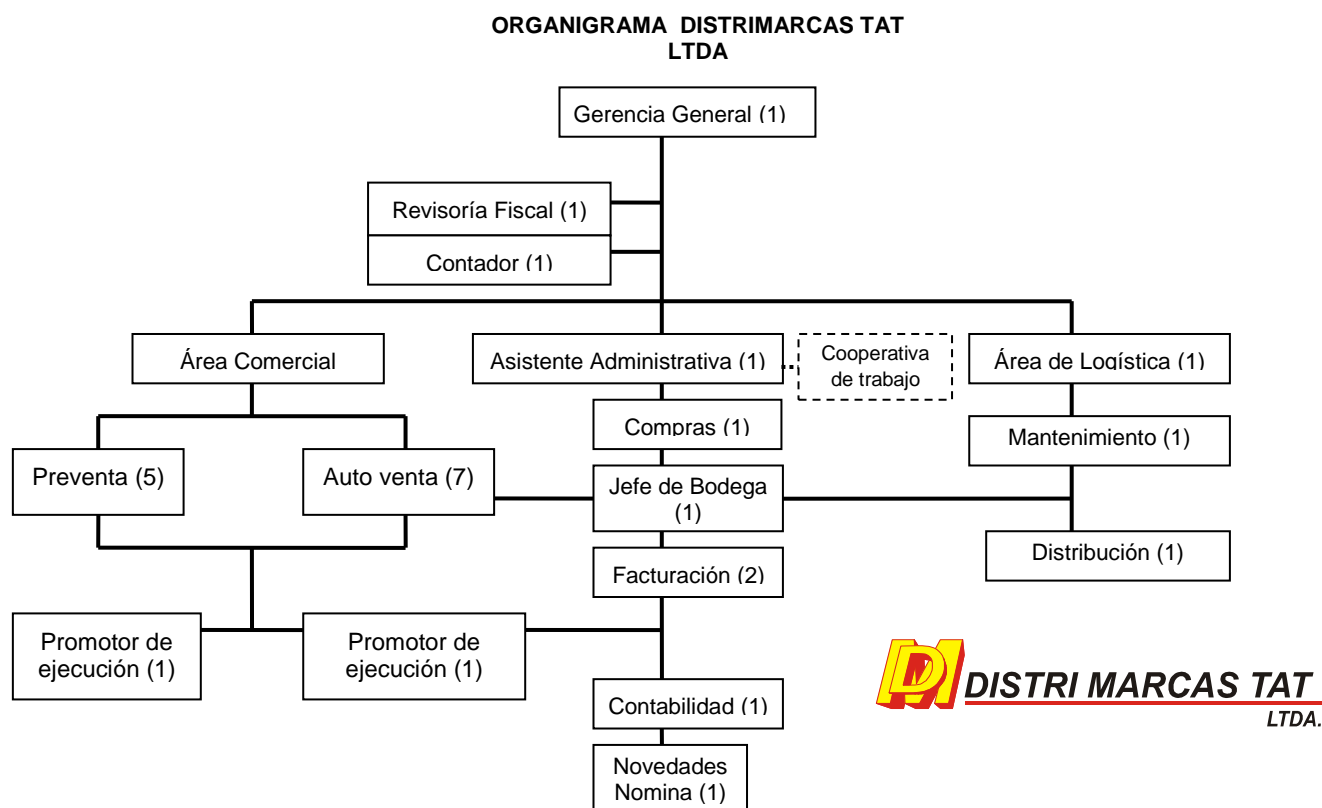 ORGANIGRAMA DISTRIMARCAS TAT
LTDA
Gerencia General (1)
Revisoría Fiscal (1)
Contador (1)
Área Comercial
Asistente Administrativa (1)
Cooperativa
de trabajo
Área de Logística (1)
Compras (1)
Mantenimiento (1)
Preventa (5)
Auto venta (7)
Jefe de Bodega
(1)
Distribución (1)
Facturación (2)
Promotor de
ejecución (1)
Promotor de
ejecución (1)
Contabilidad (1)
Novedades
Nomina (1)
DM
DISTRI MARCAS TAT
LTDA.